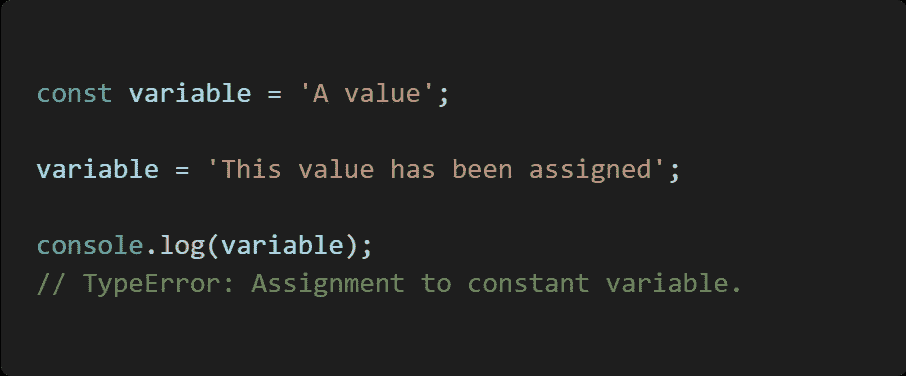 const variable = 'A value';
variable = 'This value has been assigned';
console.log(variable);
// TypeError: Assignment to constant variable.